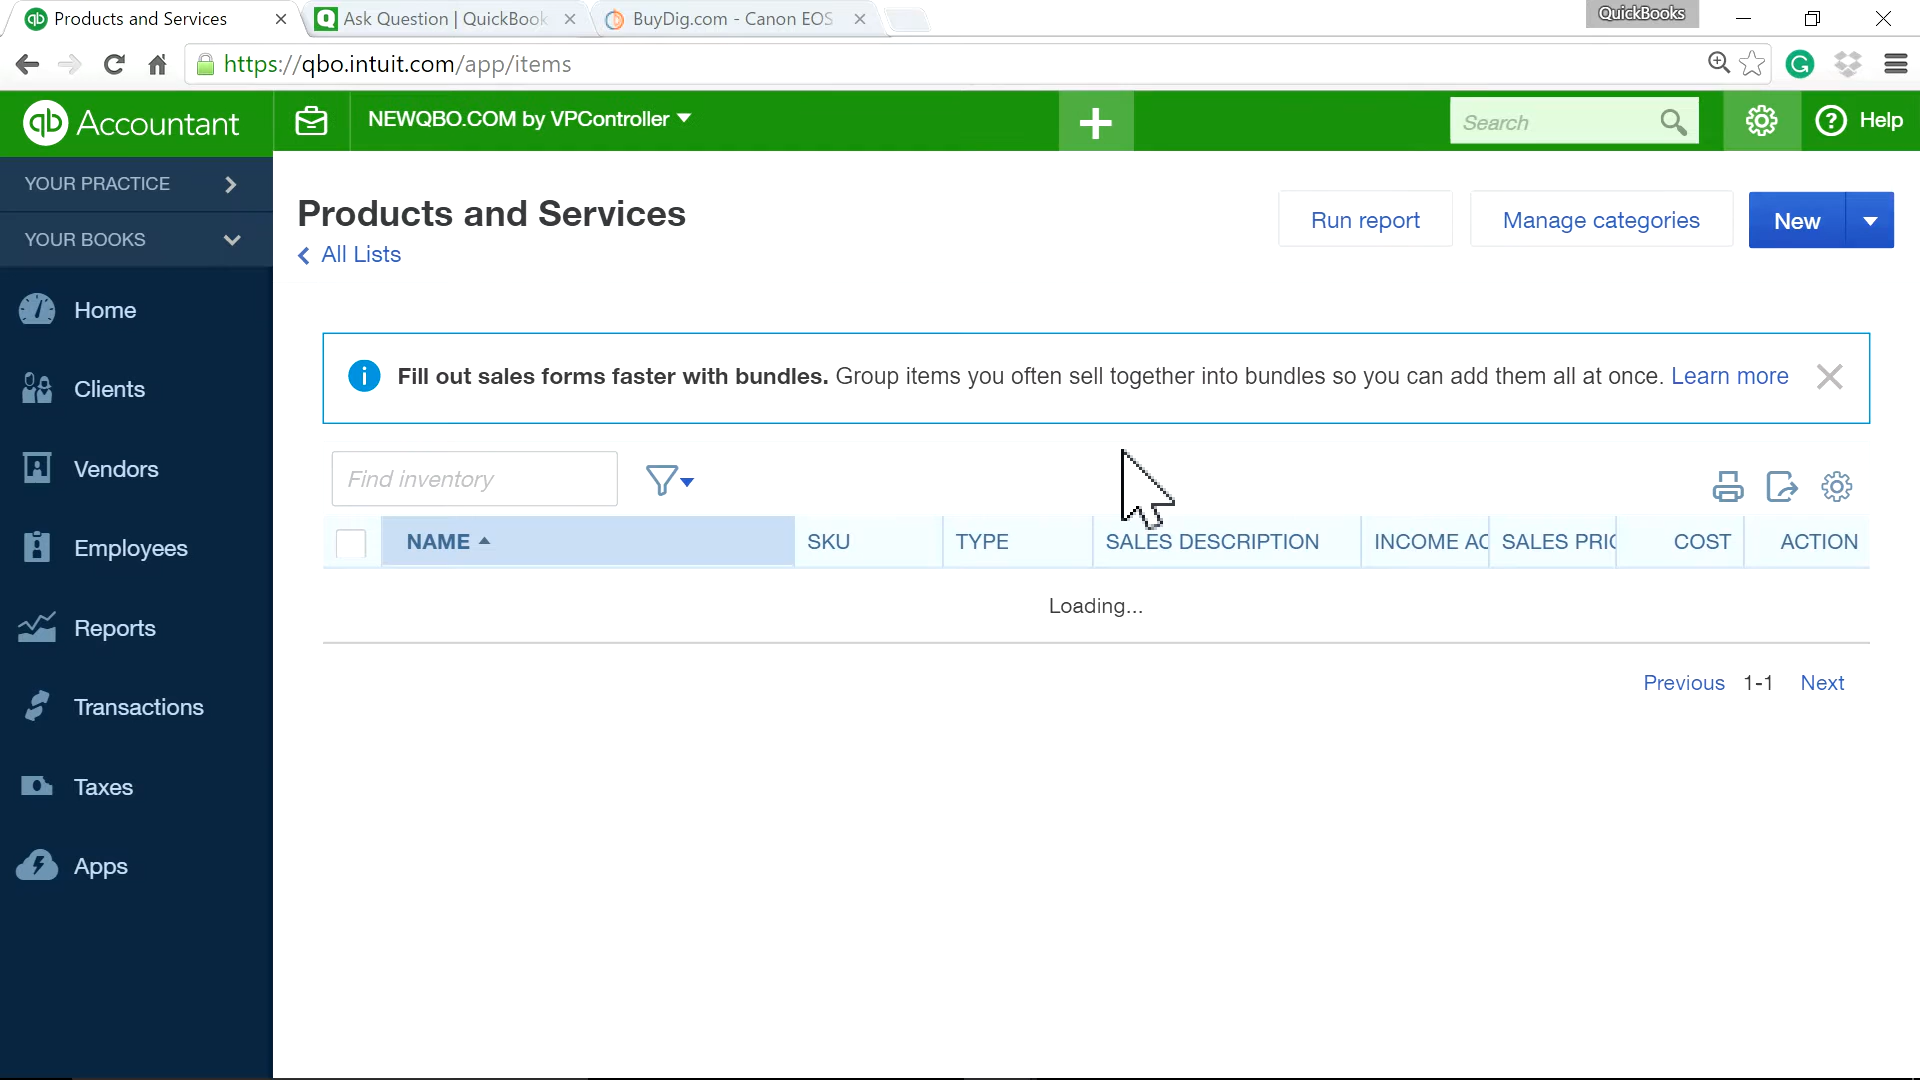 Products and Services
Ask Question | QuickBook
BuyDig.com - Canon EOS
QuickBooks
https://qbo.intuit.com/app/items
qb Accountant
NEWQBO.COM by VPController
Search
Help
YOUR PRACTICE
YOUR BOOKS
Home
Clients
Vendors
Employees
Reports
Transactions
Taxes
Apps
Products and Services
All Lists
Run report
Manage categories
New
Fill out sales forms faster with bundles. Group items you often sell together into bundles so you can add them all at once. Learn more
Find inventory
NAME SKU TYPE SALES DESCRIPTION INCOME AC SALES PRIC COST ACTION
Loading...
Previous 1-1 Next